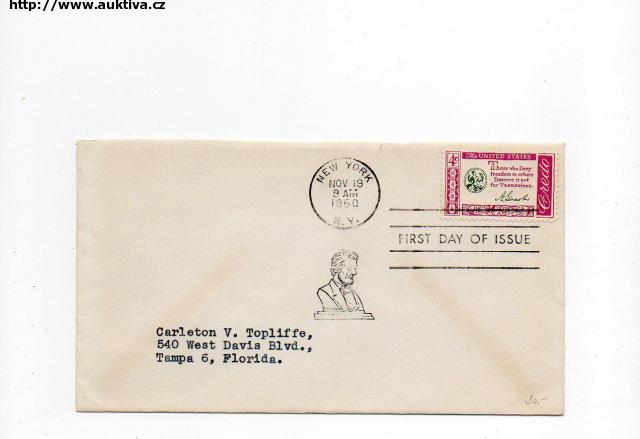 http://www.auktiva.cz
NEW YORK
NOV 19
9 AM
1960
N.Y.
4¢
The UNITED STATES
Those who Deny
freedom to others
Deserve it not
for Themselves.
A. Lincoln
Credo
FIRST DAY OF ISSUE
Carleton V. Topliffe,
540 West Davis Blvd.,
Tampa 6, Florida.
30.-